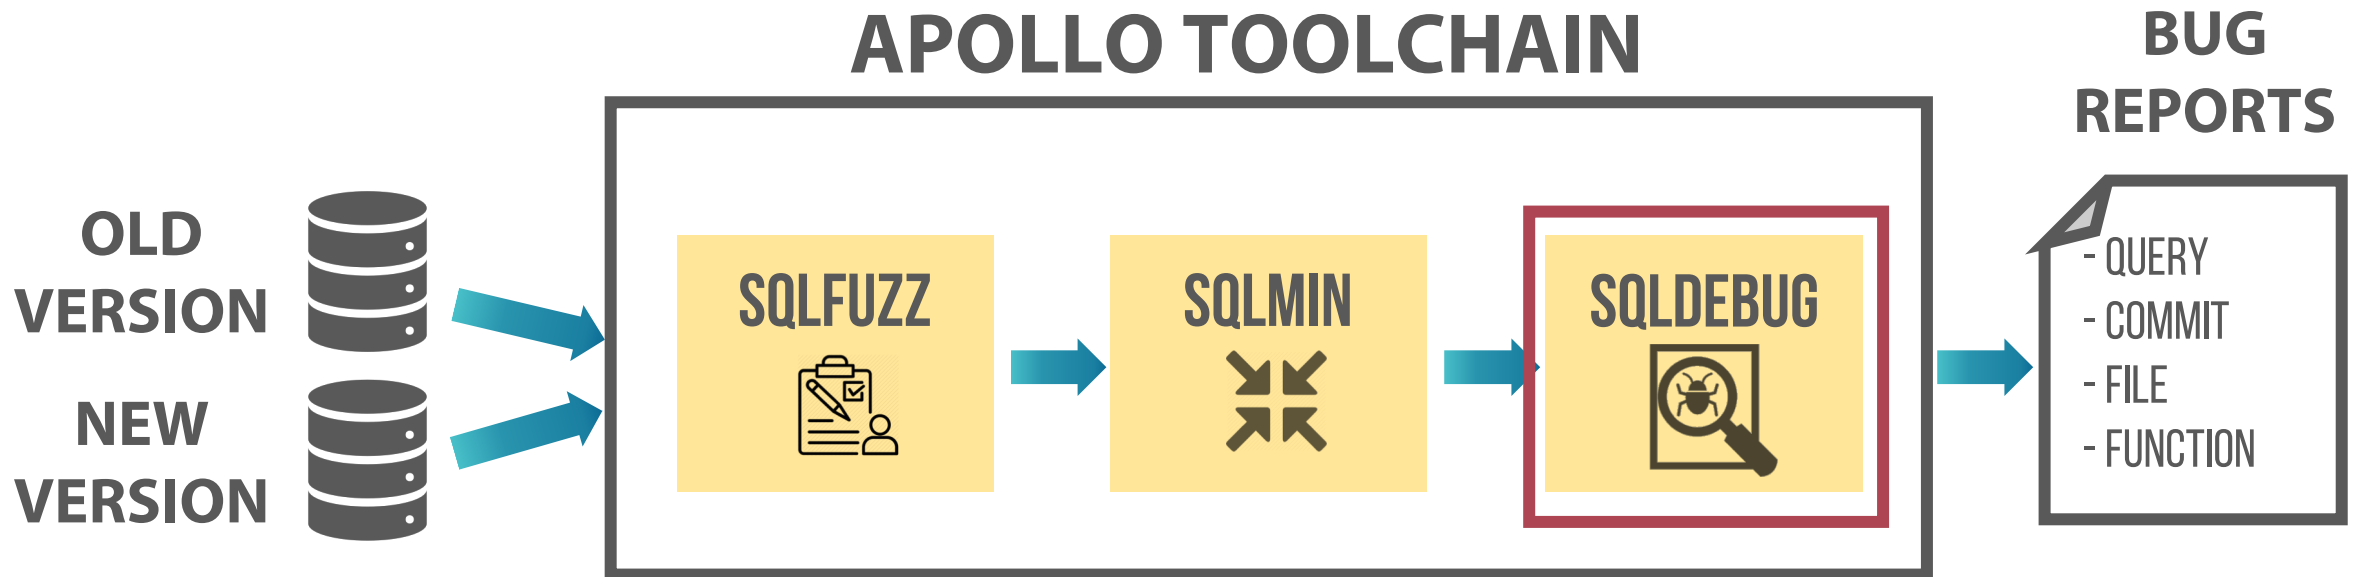 APOLLO TOOLCHAIN
BUG
REPORTS
OLD
VERSION
NEW
VERSION
SQLFUZZ
SQLMIN
SQLDEBUG
- QUERY
- COMMIT
- FILE
- FUNCTION